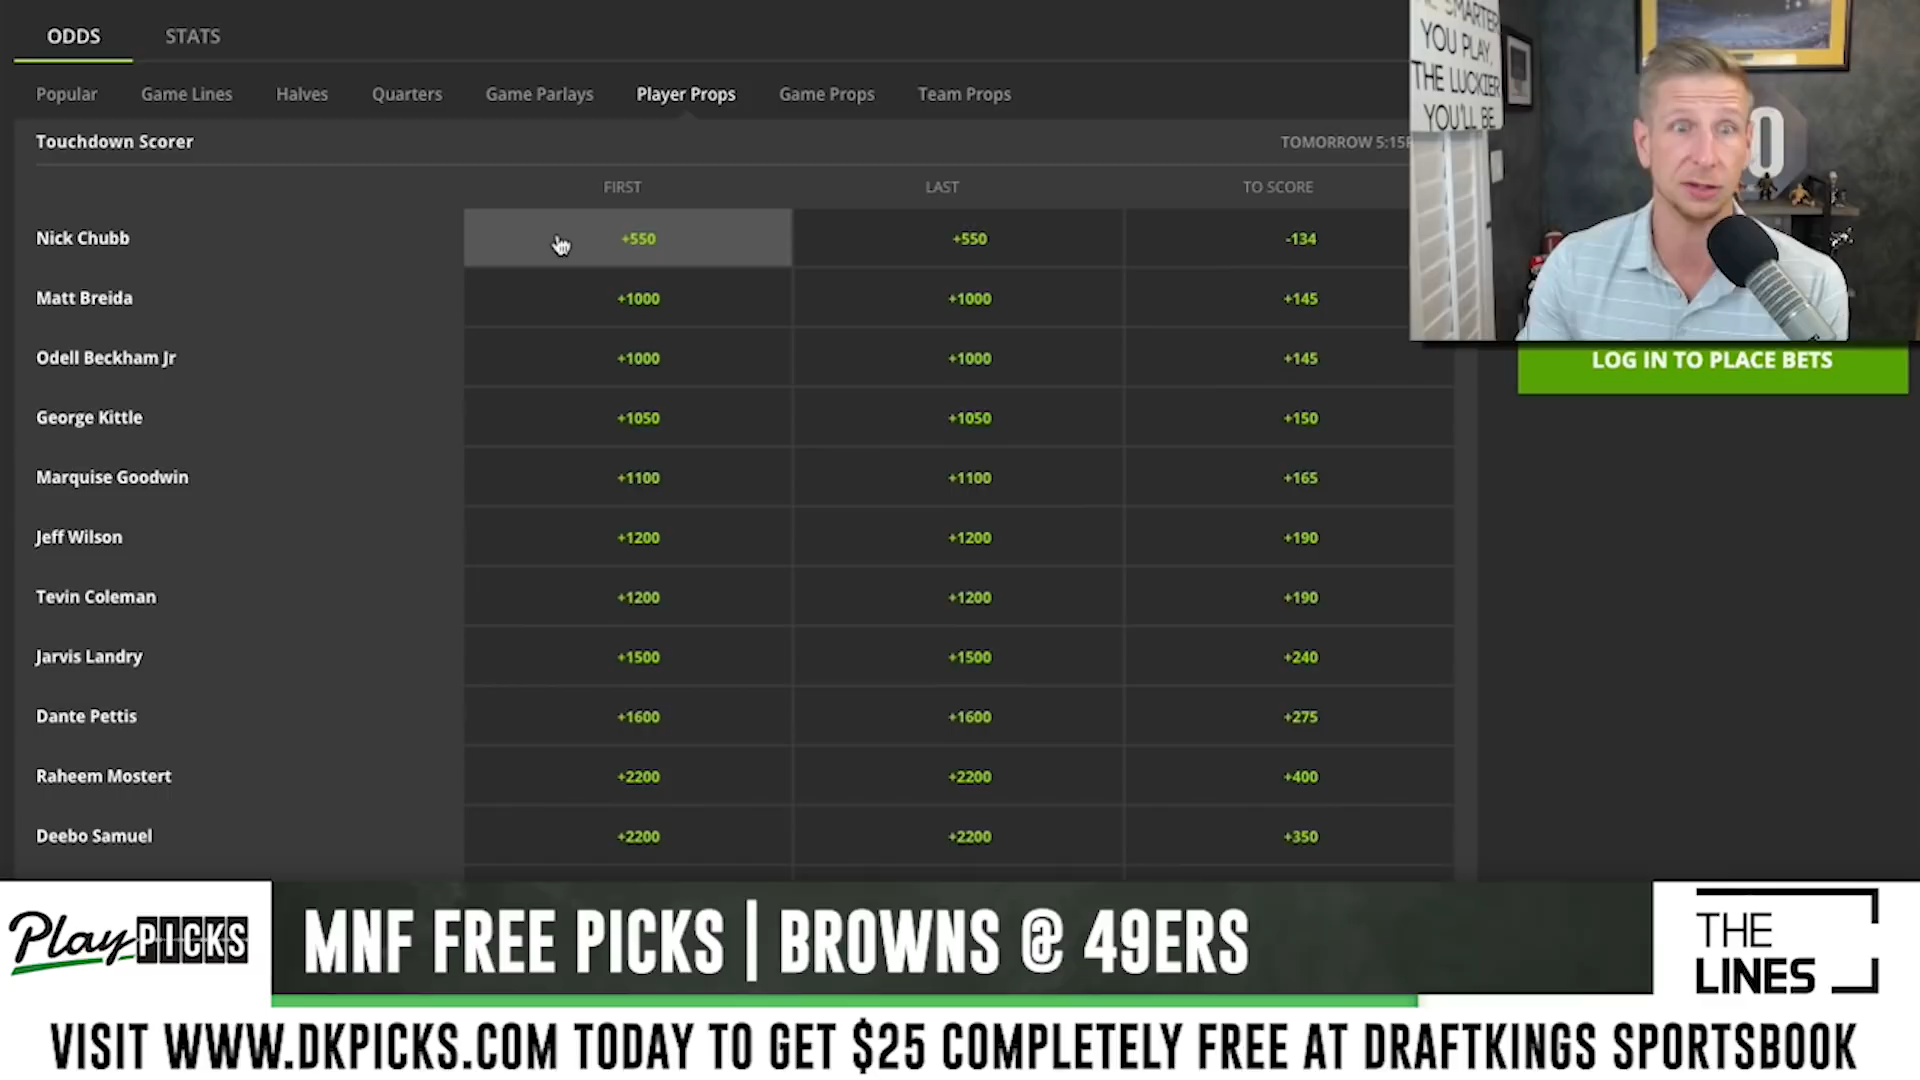 ODDS STATS
Popular Game Lines Halves Quarters Game Parlays Player Props Game Props Team Props
Touchdown Scorer TOMORROW 5:15
FIRST LAST TO SCORE
Nick Chubb +550 +550 -134
Matt Breida +1000 +1000 +145
Odell Beckham Jr +1000 +1000 +145
George Kittle +1050 +1050 +150
Marquise Goodwin +1100 +1100 +165
Jeff Wilson +1200 +1200 +190
Tevin Coleman +1200 +1200 +190
Jarvis Landry +1500 +1500 +240
Dante Pettis +1600 +1600 +275
Raheem Mostert +2200 +2200 +400
Deebo Samuel +2200 +2200 +350
SMARTER
YOU PLAY,
THE LUCKIER
YOU'LL BE
LOG IN TO PLACE BETS
PlayPICKS
MNF FREE PICKS | BROWNS @ 49ERS
THE
LINES
VISIT WWW.DKPICKS.COM TODAY TO GET $25 COMPLETELY FREE AT DRAFTKINGS SPORTSBOOK